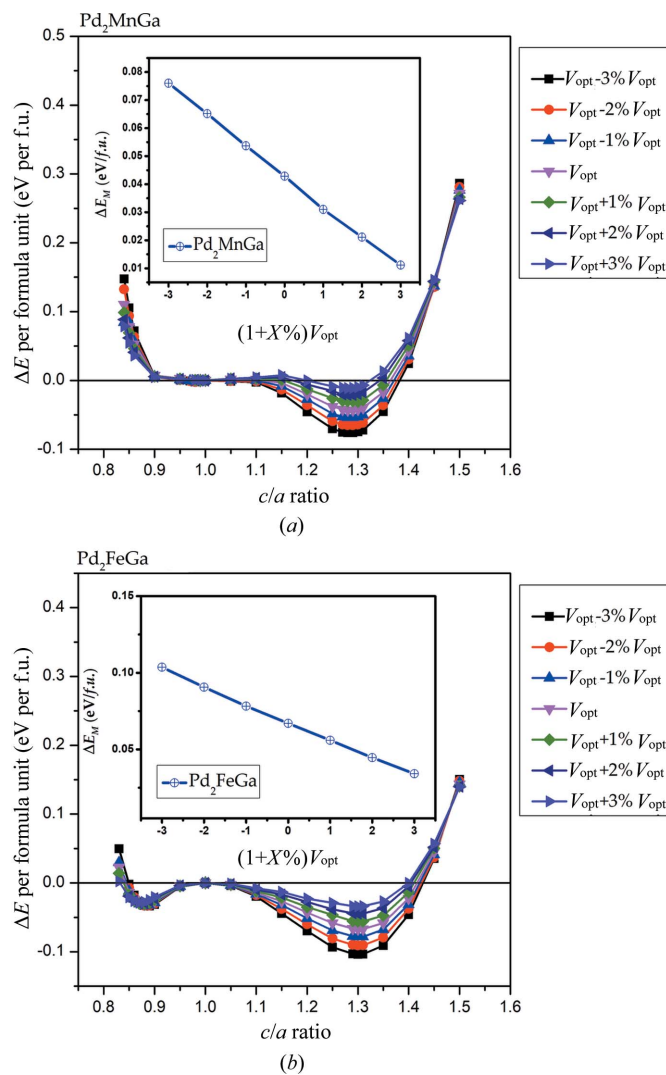 Pd2MnGa
0.5
0.4
0.3
0.2
0.1
0.0
-0.1
ΔE per formula unit (eV per f.u.)
0.8 0.9 1.0 1.1 1.2 1.3 1.4 1.5 1.6
c/a ratio
0.08
0.07
0.06
0.05
0.04
0.03
0.02
0.01
ΔEM (eV/f.u.)
Pd2MnGa
-3 -2 -1 0 1 2 3
(1+X%)Vopt
Vopt-3% Vopt
Vopt-2% Vopt
Vopt-1% Vopt
Vopt
Vopt+1% Vopt
Vopt+2% Vopt
Vopt+3% Vopt
(a)
Pd2FeGa
0.4
0.3
0.2
0.1
0.0
-0.1
ΔE per formula unit (eV per f.u.)
0.8 0.9 1.0 1.1 1.2 1.3 1.4 1.5 1.6
c/a ratio
0.15
0.10
0.05
ΔEM (eV/f.u.)
Pd2FeGa
-3 -2 -1 0 1 2 3
(1+X%)Vopt
Vopt-3% Vopt
Vopt-2% Vopt
Vopt-1% Vopt
Vopt
Vopt+1% Vopt
Vopt+2% Vopt
Vopt+3% Vopt
(b)